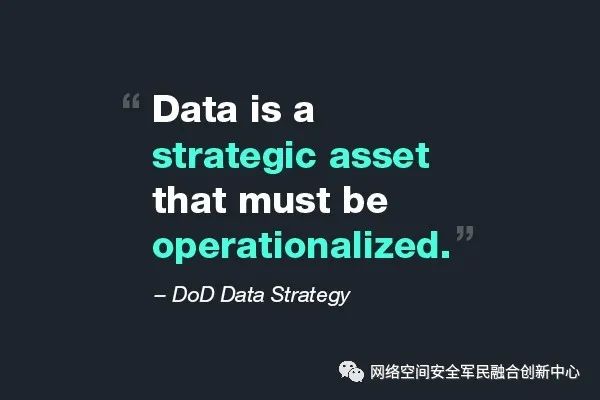 “ Data is a
strategic asset
that must be
operationalized. ”
– DoD Data Strategy
网络空间安全军民融合创新中心